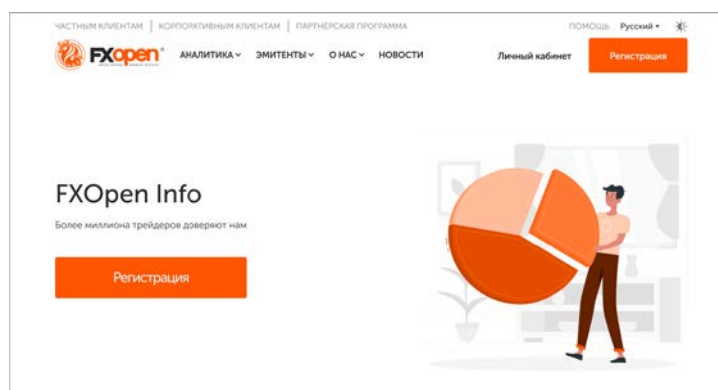 ЧАСТНЫМ КЛИЕНТАМ | КОРПОРАТИВНЫМ КЛИЕНТАМ | ПАРТНЁРСКАЯ ПРОГРАММА ПОМОЩЬ Русский
FXopen АНАЛИТИКА ЭМИТЕНТЫ О НАС НОВОСТИ Личный кабинет Регистрация
FXOpen Info
Более миллиона трейдеров доверяют нам
Регистрация